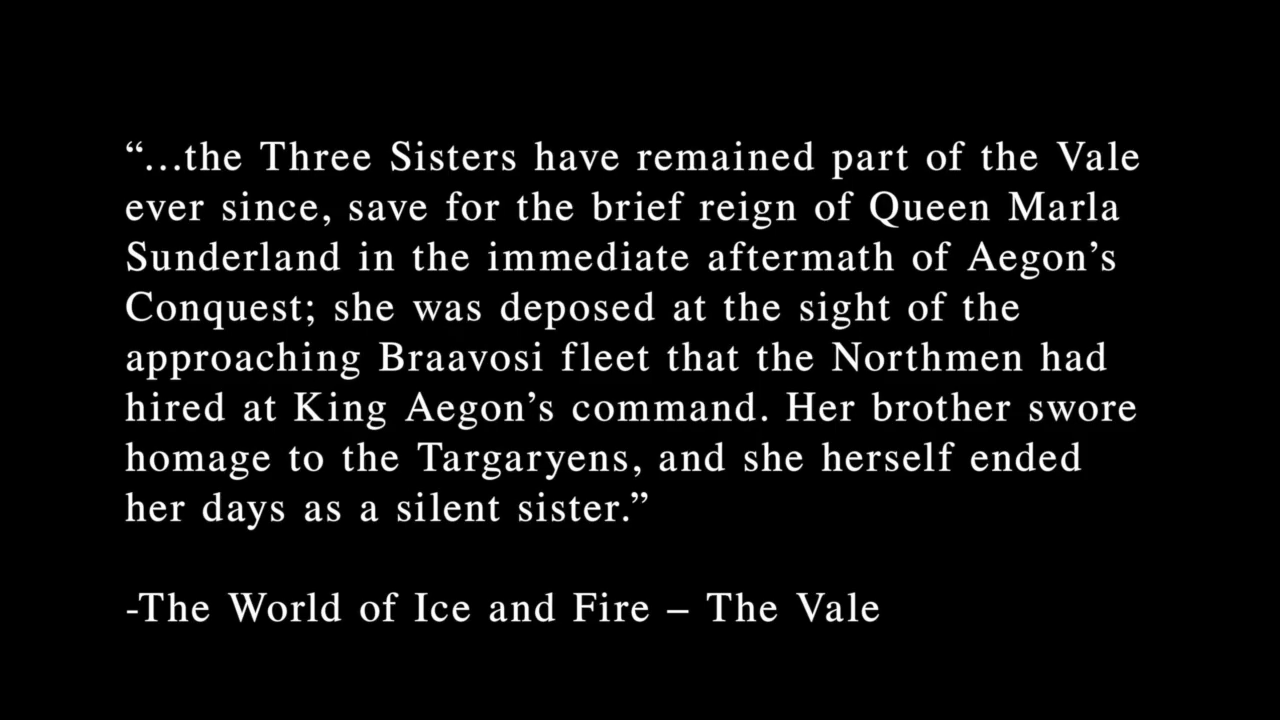 “…the Three Sisters have remained part of the Vale
ever since, save for the brief reign of Queen Marla
Sunderland in the immediate aftermath of Aegon’s
Conquest; she was deposed at the sight of the
approaching Braavosi fleet that the Northmen had
hired at King Aegon’s command. Her brother swore
homage to the Targaryens, and she herself ended
her days as a silent sister.”
-The World of Ice and Fire – The Vale